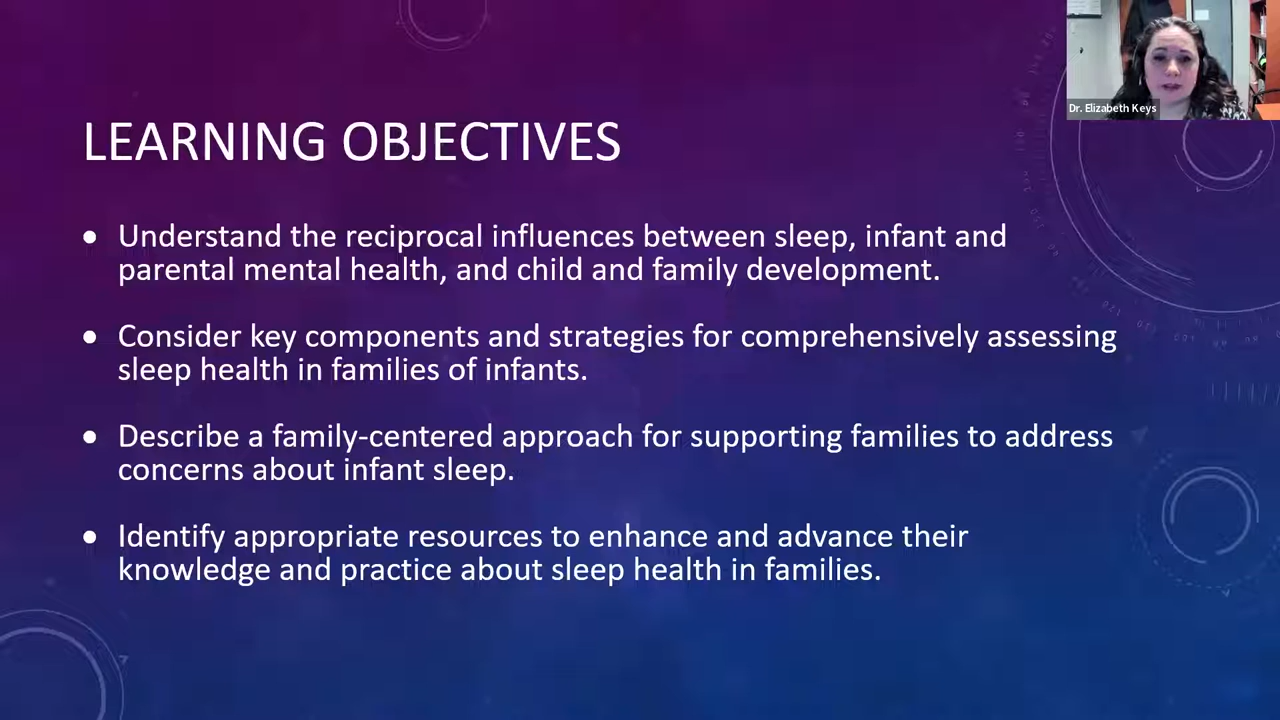 Dr. Elizabeth Keys
LEARNING OBJECTIVES
• Understand the reciprocal influences between sleep, infant and
parental mental health, and child and family development.
• Consider key components and strategies for comprehensively assessing
sleep health in families of infants.
• Describe a family-centered approach for supporting families to address
concerns about infant sleep.
• Identify appropriate resources to enhance and advance their
knowledge and practice about sleep health in families.